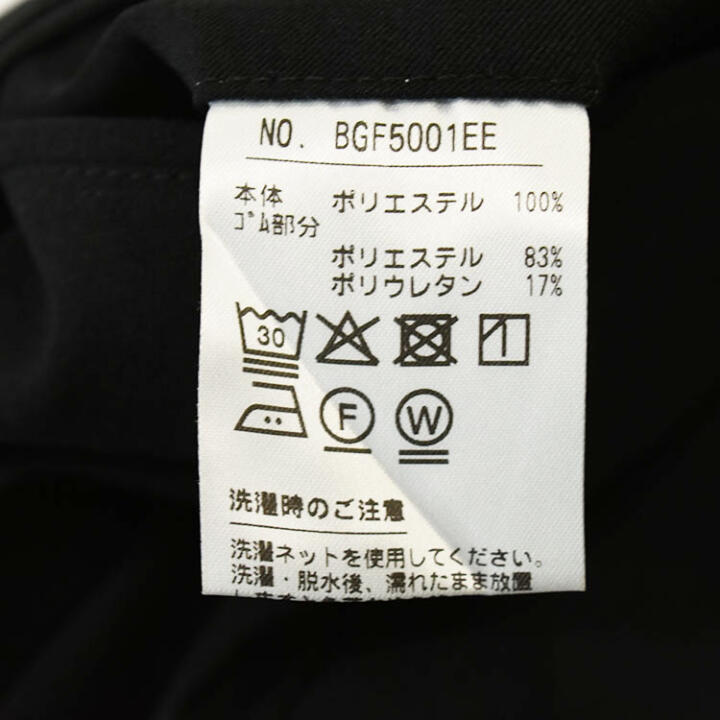 NO. BGF5001EE
本体 ポリエステル 100%
ｺﾞﾑ部分
ポリエステル 83%
ポリウレタン 17%
30
F W
洗濯時のご注意
洗濯ネットを使用してください。
洗濯・脱水後、濡れたまま放置